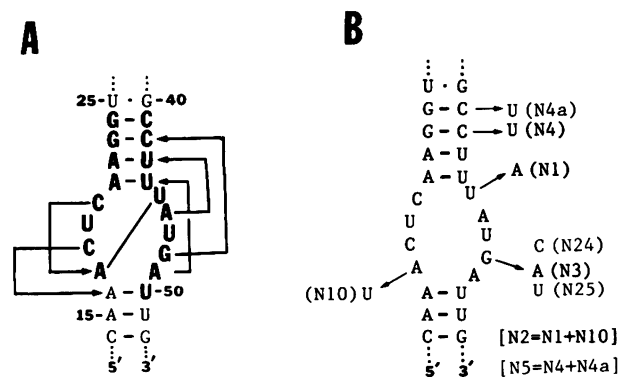 A
25-U · G-40
G - C
G - C
A - U
A - U
C U
A
U U
C G
A A
A - U-50
15-A - U
C - G
5' 3'
B
U · G
G - C → U (N4a)
G - C → U (N4)
A - U
A - U A (N1)
C U
U A
U
C G C (N24)
A A A (N3)
(N10) U U (N25)
A - U
A - U [N2=N1+N10]
C - G
5' 3' [N5=N4+N4a]